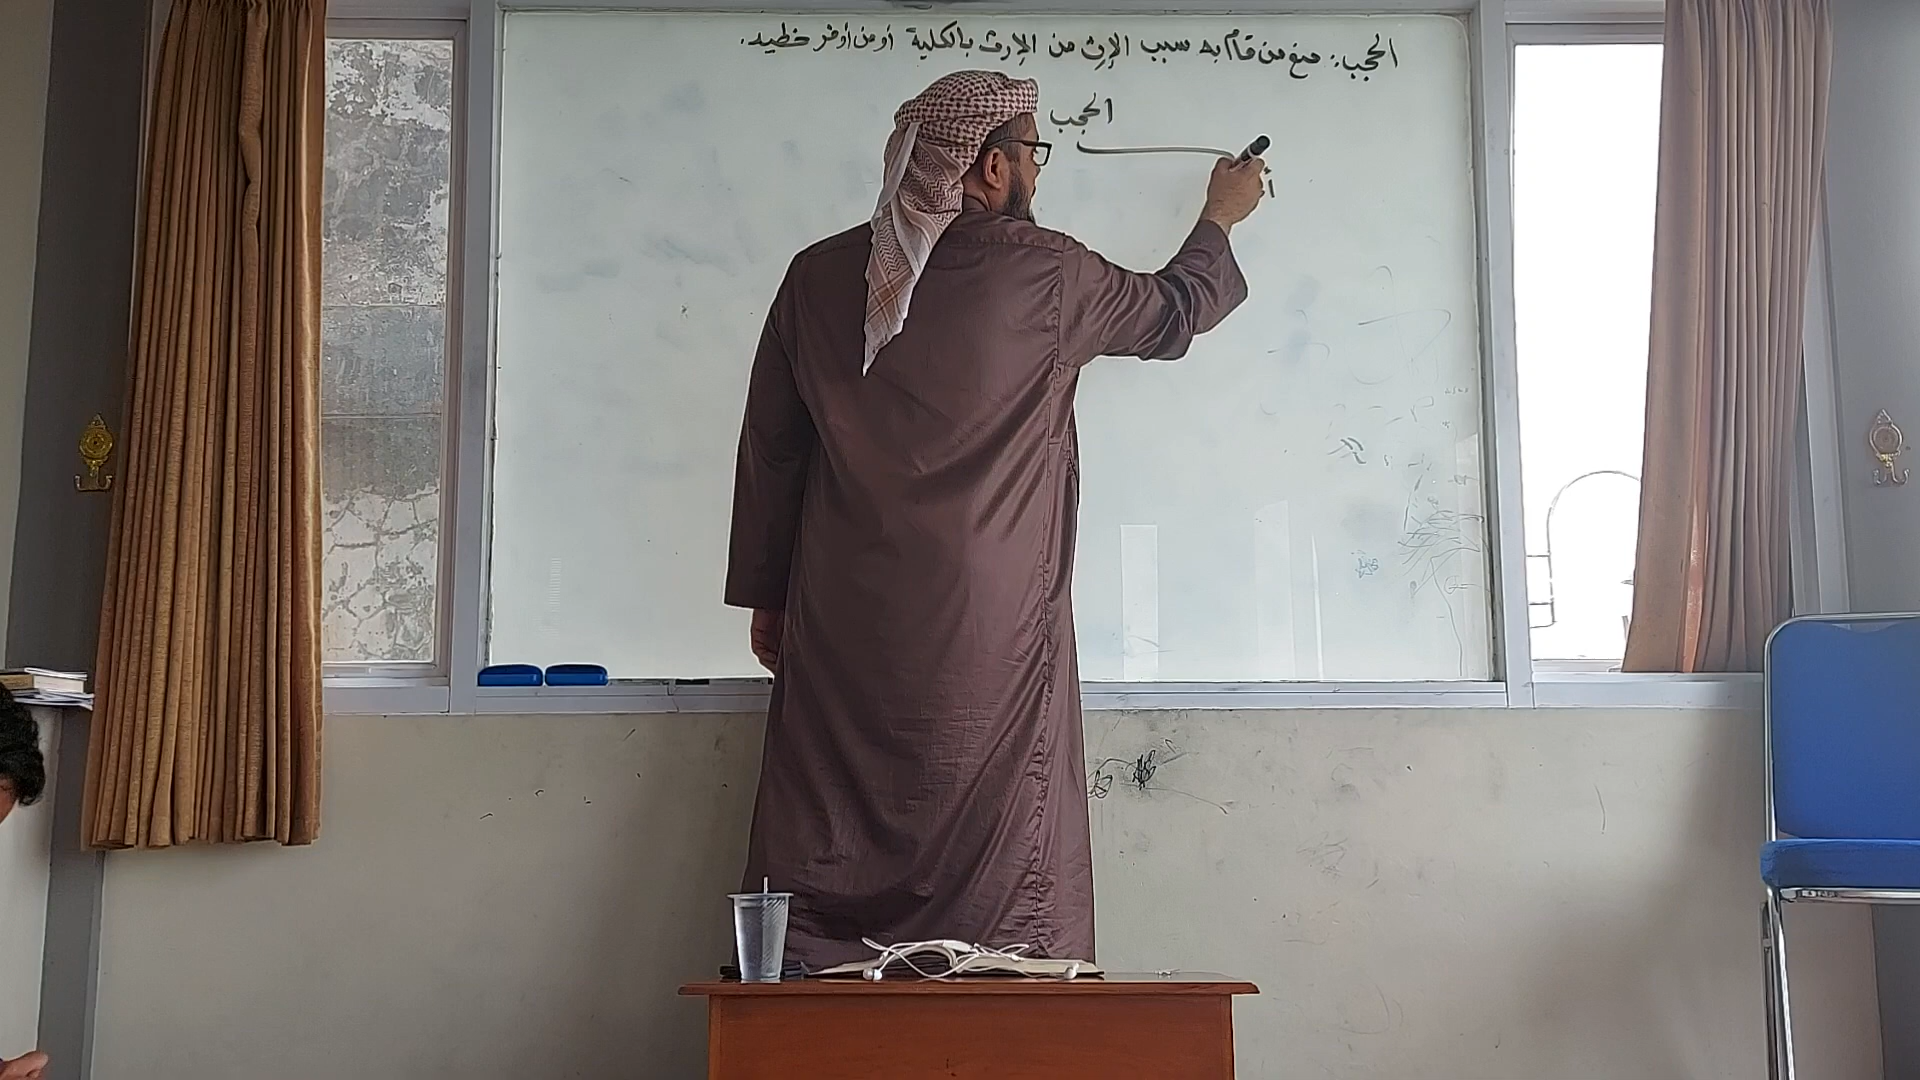 الحجب: منع من قام به سبب الإرث من الإرث بالكلية أو من أوفر حظيه.
الحجب